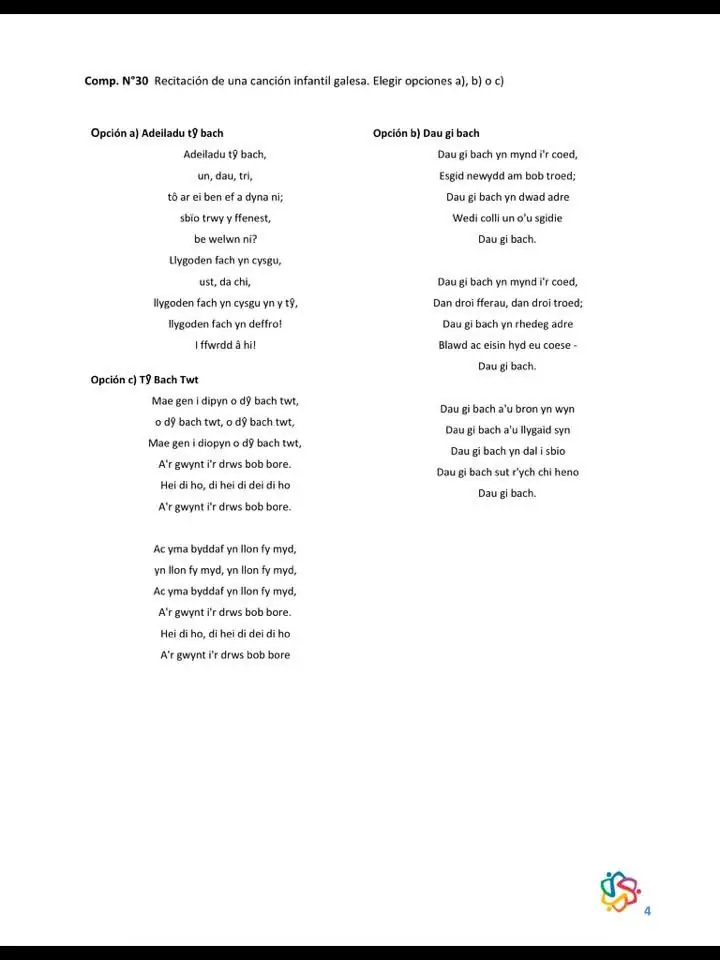 Comp. N°30 Recitación de una canción infantil galesa. Elegir opciones a), b) o c)
Opción a) Adeiladu tŷ bach
Adeiladu tŷ bach,
un, dau, tri,
tô ar ei ben ef a dyna ni;
sbïo trwy y ffenest,
be welwn ni?
Llygoden fach yn cysgu,
ust, da chi,
llygoden fach yn cysgu yn y tŷ,
llygoden fach yn deffro!
I ffwrdd â hi!
Opción c) Tŷ Bach Twt
Mae gen i dipyn o dŷ bach twt,
o dŷ bach twt, o dŷ bach twt,
Mae gen i diopyn o dŷ bach twt,
A'r gwynt i'r drws bob bore.
Hei di ho, di hei di dei di ho
A'r gwynt i'r drws bob bore.
Ac yma byddaf yn llon fy myd,
yn llon fy myd, yn llon fy myd,
Ac yma byddaf yn llon fy myd,
A'r gwynt i'r drws bob bore.
Hei di ho, di hei di dei di ho
A'r gwynt i'r drws bob bore
Opción b) Dau gi bach
Dau gi bach yn mynd i'r coed,
Esgid newydd am bob troed;
Dau gi bach yn dwad adre
Wedi colli un o'u sgidie
Dau gi bach.
Dau gi bach yn mynd i'r coed,
Dan droi fferau, dan droi troed;
Dau gi bach yn rhedeg adre
Blawd ac eisin hyd eu coese -
Dau gi bach.
Dau gi bach a'u bron yn wyn
Dau gi bach a'u llygaid syn
Dau gi bach yn dal i sbio
Dau gi bach sut r'ych chi heno
Dau gi bach.
4